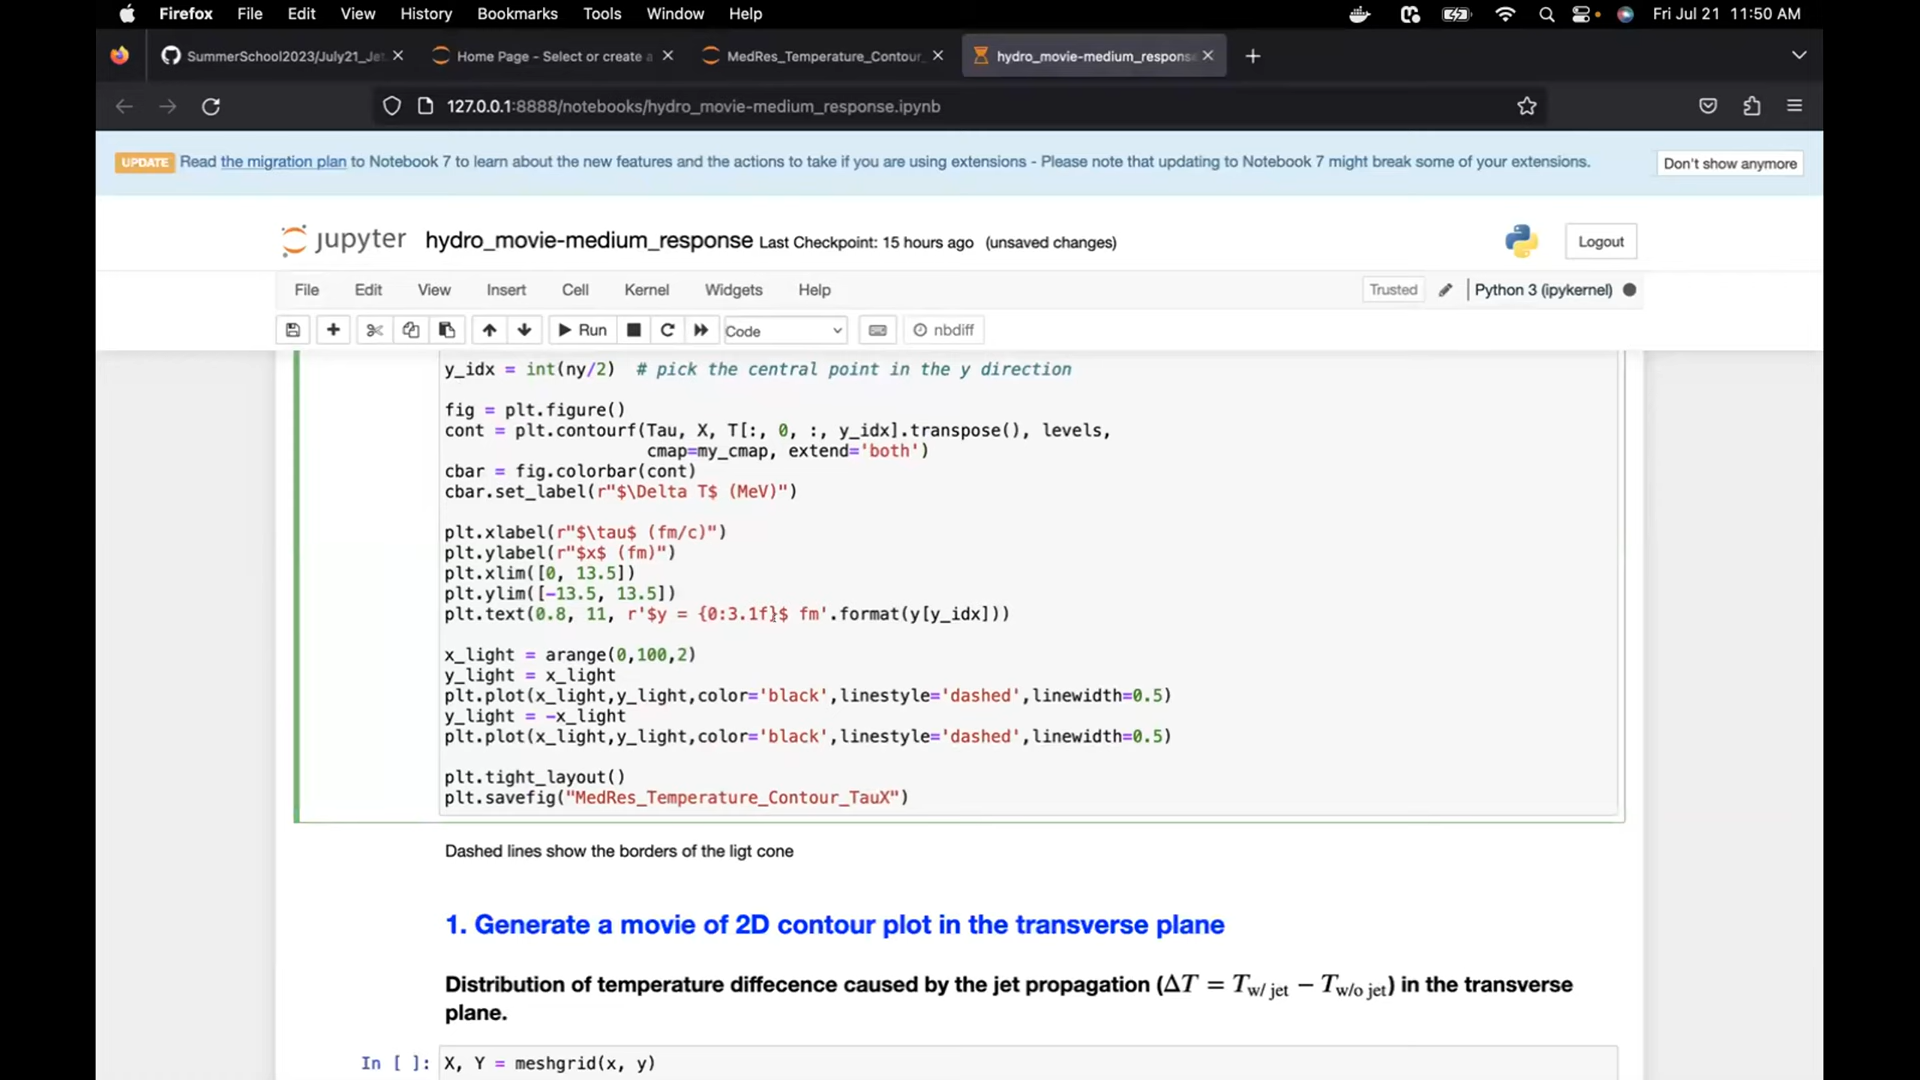 Firefox File Edit View History Bookmarks Tools Window Help Fri Jul 21 11:50 AM
SummerSchool2023/July21_Jet Home Page - Select or create a MedRes_Temperature_Contour_ hydro_movie-medium_response
127.0.0.1:8888/notebooks/hydro_movie-medium_response.ipynb
UPDATE Read the migration plan to Notebook 7 to learn about the new features and the actions to take if you are using extensions - Please note that updating to Notebook 7 might break some of your extensions. Don't show anymore
jupyter hydro_movie-medium_response Last Checkpoint: 15 hours ago (unsaved changes) Logout
File Edit View Insert Cell Kernel Widgets Help Trusted Python 3 (ipykernel)
Run Code nbdiff
y_idx = int(ny/2)  # pick the central point in the y direction
fig = plt.figure()
cont = plt.contourf(Tau, X, T[:, 0, :, y_idx].transpose(), levels,
cmap=my_cmap, extend='both')
cbar = fig.colorbar(cont)
cbar.set_label(r"$\Delta T$ (MeV)")
plt.xlabel(r"$\tau$ (fm/c)")
plt.ylabel(r"$x$ (fm)")
plt.xlim([0, 13.5])
plt.ylim([-13.5, 13.5])
plt.text(0.8, 11, r'$y = {0:3.1f}$ fm'.format(y[y_idx]))
x_light = arange(0,100,2)
y_light = x_light
plt.plot(x_light,y_light,color='black',linestyle='dashed',linewidth=0.5)
y_light = -x_light
plt.plot(x_light,y_light,color='black',linestyle='dashed',linewidth=0.5)
plt.tight_layout()
plt.savefig("MedRes_Temperature_Contour_TauX")
Dashed lines show the borders of the ligt cone
1. Generate a movie of 2D contour plot in the transverse plane
Distribution of temperature diffecence caused by the jet propagation (ΔT = T_w/ jet − T_w/o jet) in the transverse
plane.
In [ ]: X, Y = meshgrid(x, y)